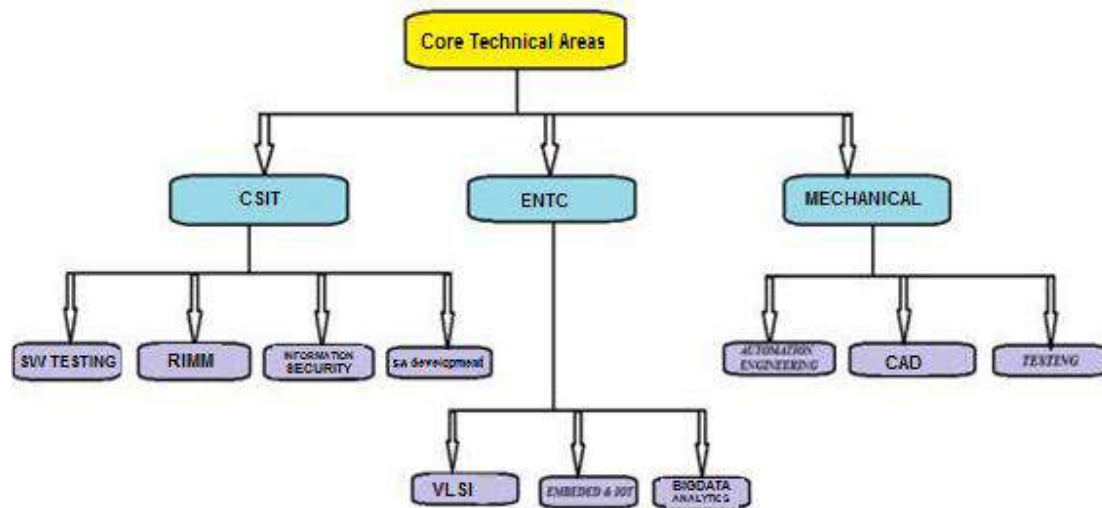 Core Technical Areas
CSIT
ENTC
MECHANICAL
SW TESTING
RIMM
INFORMATION
SECURITY
SA development
AUTOMATION
ENGINEERING
CAD
TESTING
VLSI
EMBEDED & IOT
BIGDATA
ANALYTICS